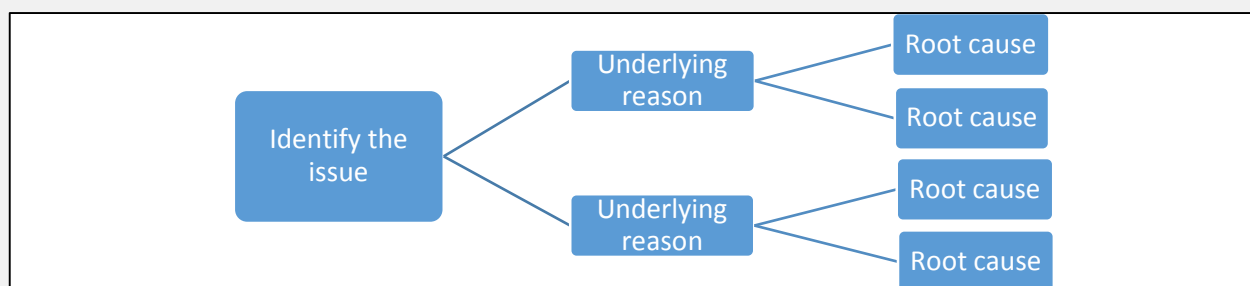 Identify the
issue
Underlying
reason
Root cause
Root cause
Underlying
reason
Root cause
Root cause